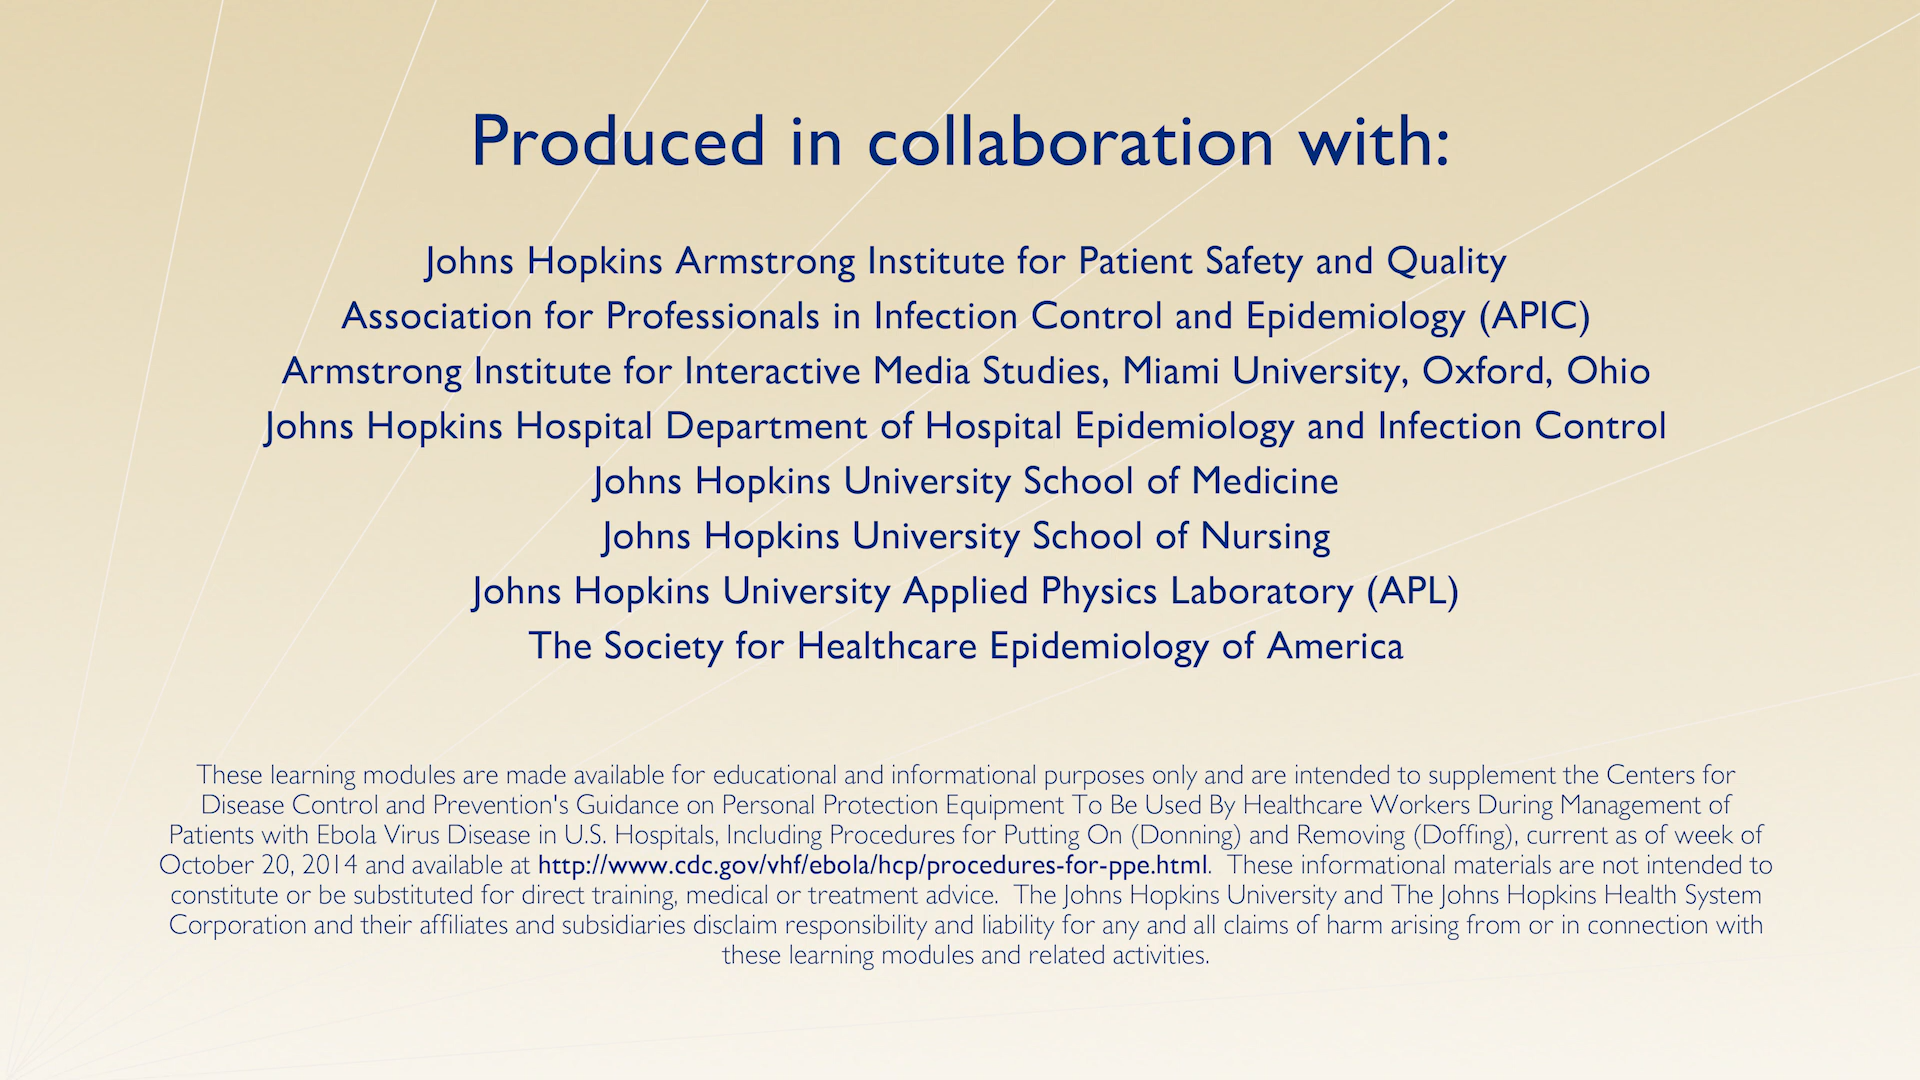 Produced in collaboration with:
Johns Hopkins Armstrong Institute for Patient Safety and Quality
Association for Professionals in Infection Control and Epidemiology (APIC)
Armstrong Institute for Interactive Media Studies, Miami University, Oxford, Ohio
Johns Hopkins Hospital Department of Hospital Epidemiology and Infection Control
Johns Hopkins University School of Medicine
Johns Hopkins University School of Nursing
Johns Hopkins University Applied Physics Laboratory (APL)
The Society for Healthcare Epidemiology of America
These learning modules are made available for educational and informational purposes only and are intended to supplement the Centers for
Disease Control and Prevention's Guidance on Personal Protection Equipment To Be Used By Healthcare Workers During Management of
Patients with Ebola Virus Disease in U.S. Hospitals, Including Procedures for Putting On (Donning) and Removing (Doffing), current as of week of
October 20, 2014 and available at http://www.cdc.gov/vhf/ebola/hcp/procedures-for-ppe.html.  These informational materials are not intended to
constitute or be substituted for direct training, medical or treatment advice.  The Johns Hopkins University and The Johns Hopkins Health System
Corporation and their affiliates and subsidiaries disclaim responsibility and liability for any and all claims of harm arising from or in connection with
these learning modules and related activities.